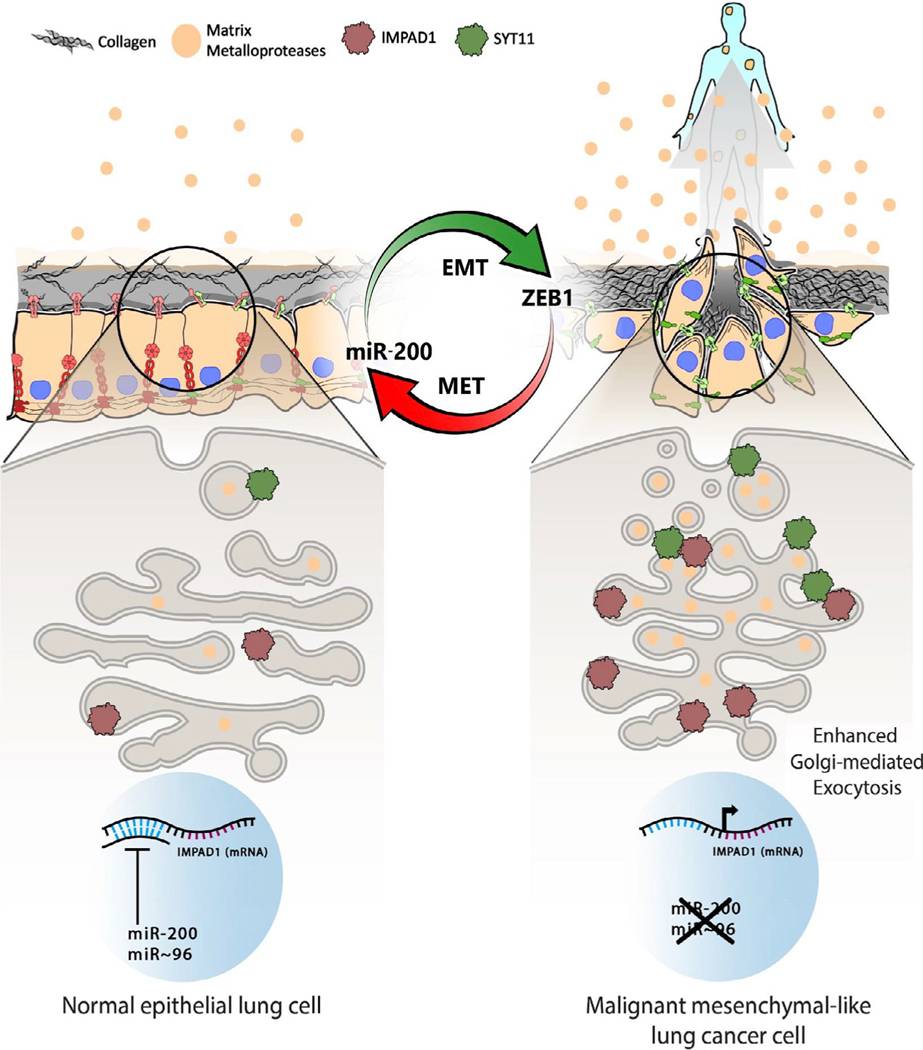 Collagen
Matrix
Metalloproteases
IMPAD1
SYT11
EMT
ZEB1
miR-200
MET
Enhanced
Golgi-mediated
Exocytosis
IMPAD1 (mRNA)
miR-200
miR~96
IMPAD1 (mRNA)
miR-200
miR~96
Normal epithelial lung cell
Malignant mesenchymal-like
lung cancer cell